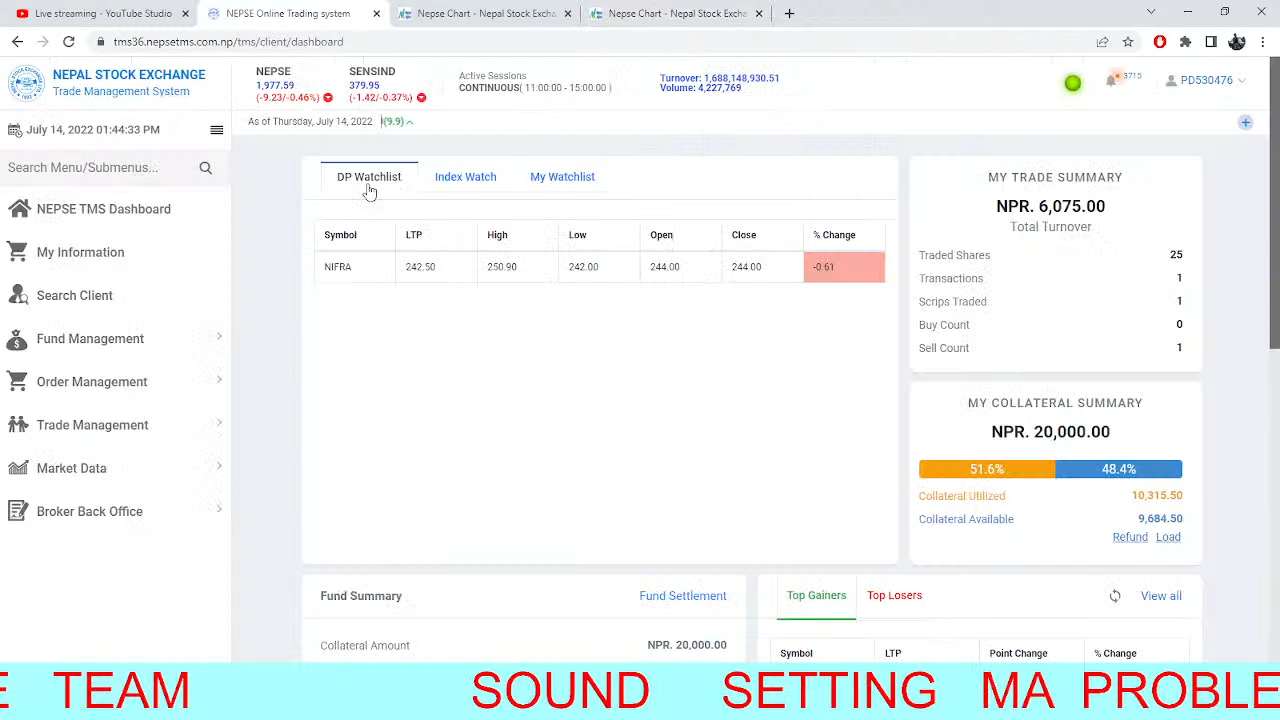 Live streaming - YouTube Studio
NEPSE Online Trading system
Nepse Chart - Nepal Stock Excha
Nepse Chart - Nepal Stock Excha
tms36.nepsetms.com.np/tms/client/dashboard
NEPAL STOCK EXCHANGE
Trade Management System
NEPSE
1,977.59
(-9.23/-0.46%)
SENSIND
379.95
(-1.42/-0.37%)
Active Sessions
CONTINUOUS( 11:00:00 - 15:00:00 )
Turnover: 1,688,148,930.51
Volume: 4,227,769
3715
PD530476
July 14, 2022 01:44:33 PM
As of Thursday, July 14, 2022
(9.9)
Search Menu/Submenus...
NEPSE TMS Dashboard
My Information
Search Client
Fund Management
Order Management
Trade Management
Market Data
Broker Back Office
DP Watchlist
Index Watch
My Watchlist
Symbol LTP High Low Open Close % Change
NIFRA 242.50 250.90 242.00 244.00 244.00 -0.61
MY TRADE SUMMARY
NPR. 6,075.00
Total Turnover
Traded Shares 25
Transactions 1
Scrips Traded 1
Buy Count 0
Sell Count 1
MY COLLATERAL SUMMARY
NPR. 20,000.00
51.6% 48.4%
Collateral Utilized 10,315.50
Collateral Available 9,684.50
Refund Load
Fund Summary Fund Settlement
Collateral Amount NPR. 20,000.00
Top Gainers Top Losers View all
Symbol LTP Point Change % Change
E TEAM SOUND SETTING MA PROBLE